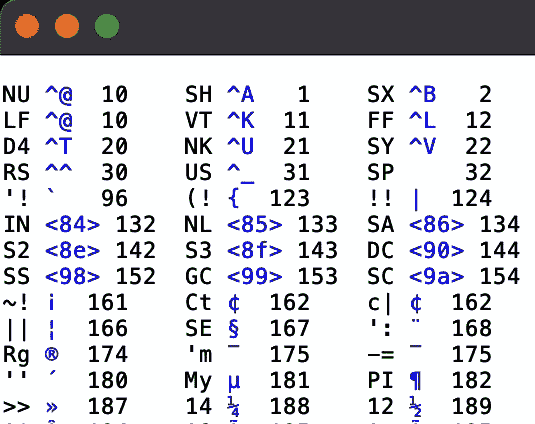 NU ^@ 10 SH ^A 1 SX ^B 2
LF ^@ 10 VT ^K 11 FF ^L 12
D4 ^T 20 NK ^U 21 SY ^V 22
RS ^^ 30 US ^_ 31 SP 32
'! ` 96 (! { 123 !! | 124
IN <84> 132 NL <85> 133 SA <86> 134
S2 <8e> 142 S3 <8f> 143 DC <90> 144
SS <98> 152 GC <99> 153 SC <9a> 154
~! ¡ 161 Ct ¢ 162 c| ¢ 162
|| ¦ 166 SE § 167 ': ¨ 168
Rg ® 174 'm ¯ 175 -= ¯ 175
'' ´ 180 My µ 181 PI ¶ 182
>> » 187 14 ¼ 188 12 ½ 189